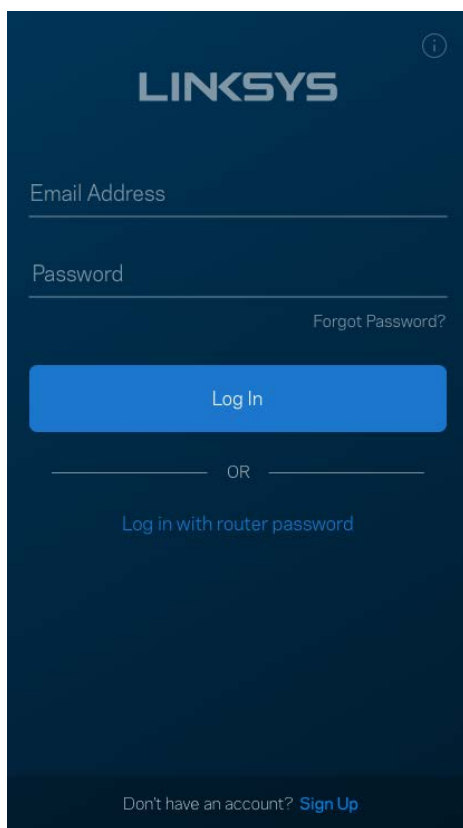 LINKSYS
Email Address
Password
Forgot Password?
Log In
OR
Log in with router password
Don't have an account? Sign Up